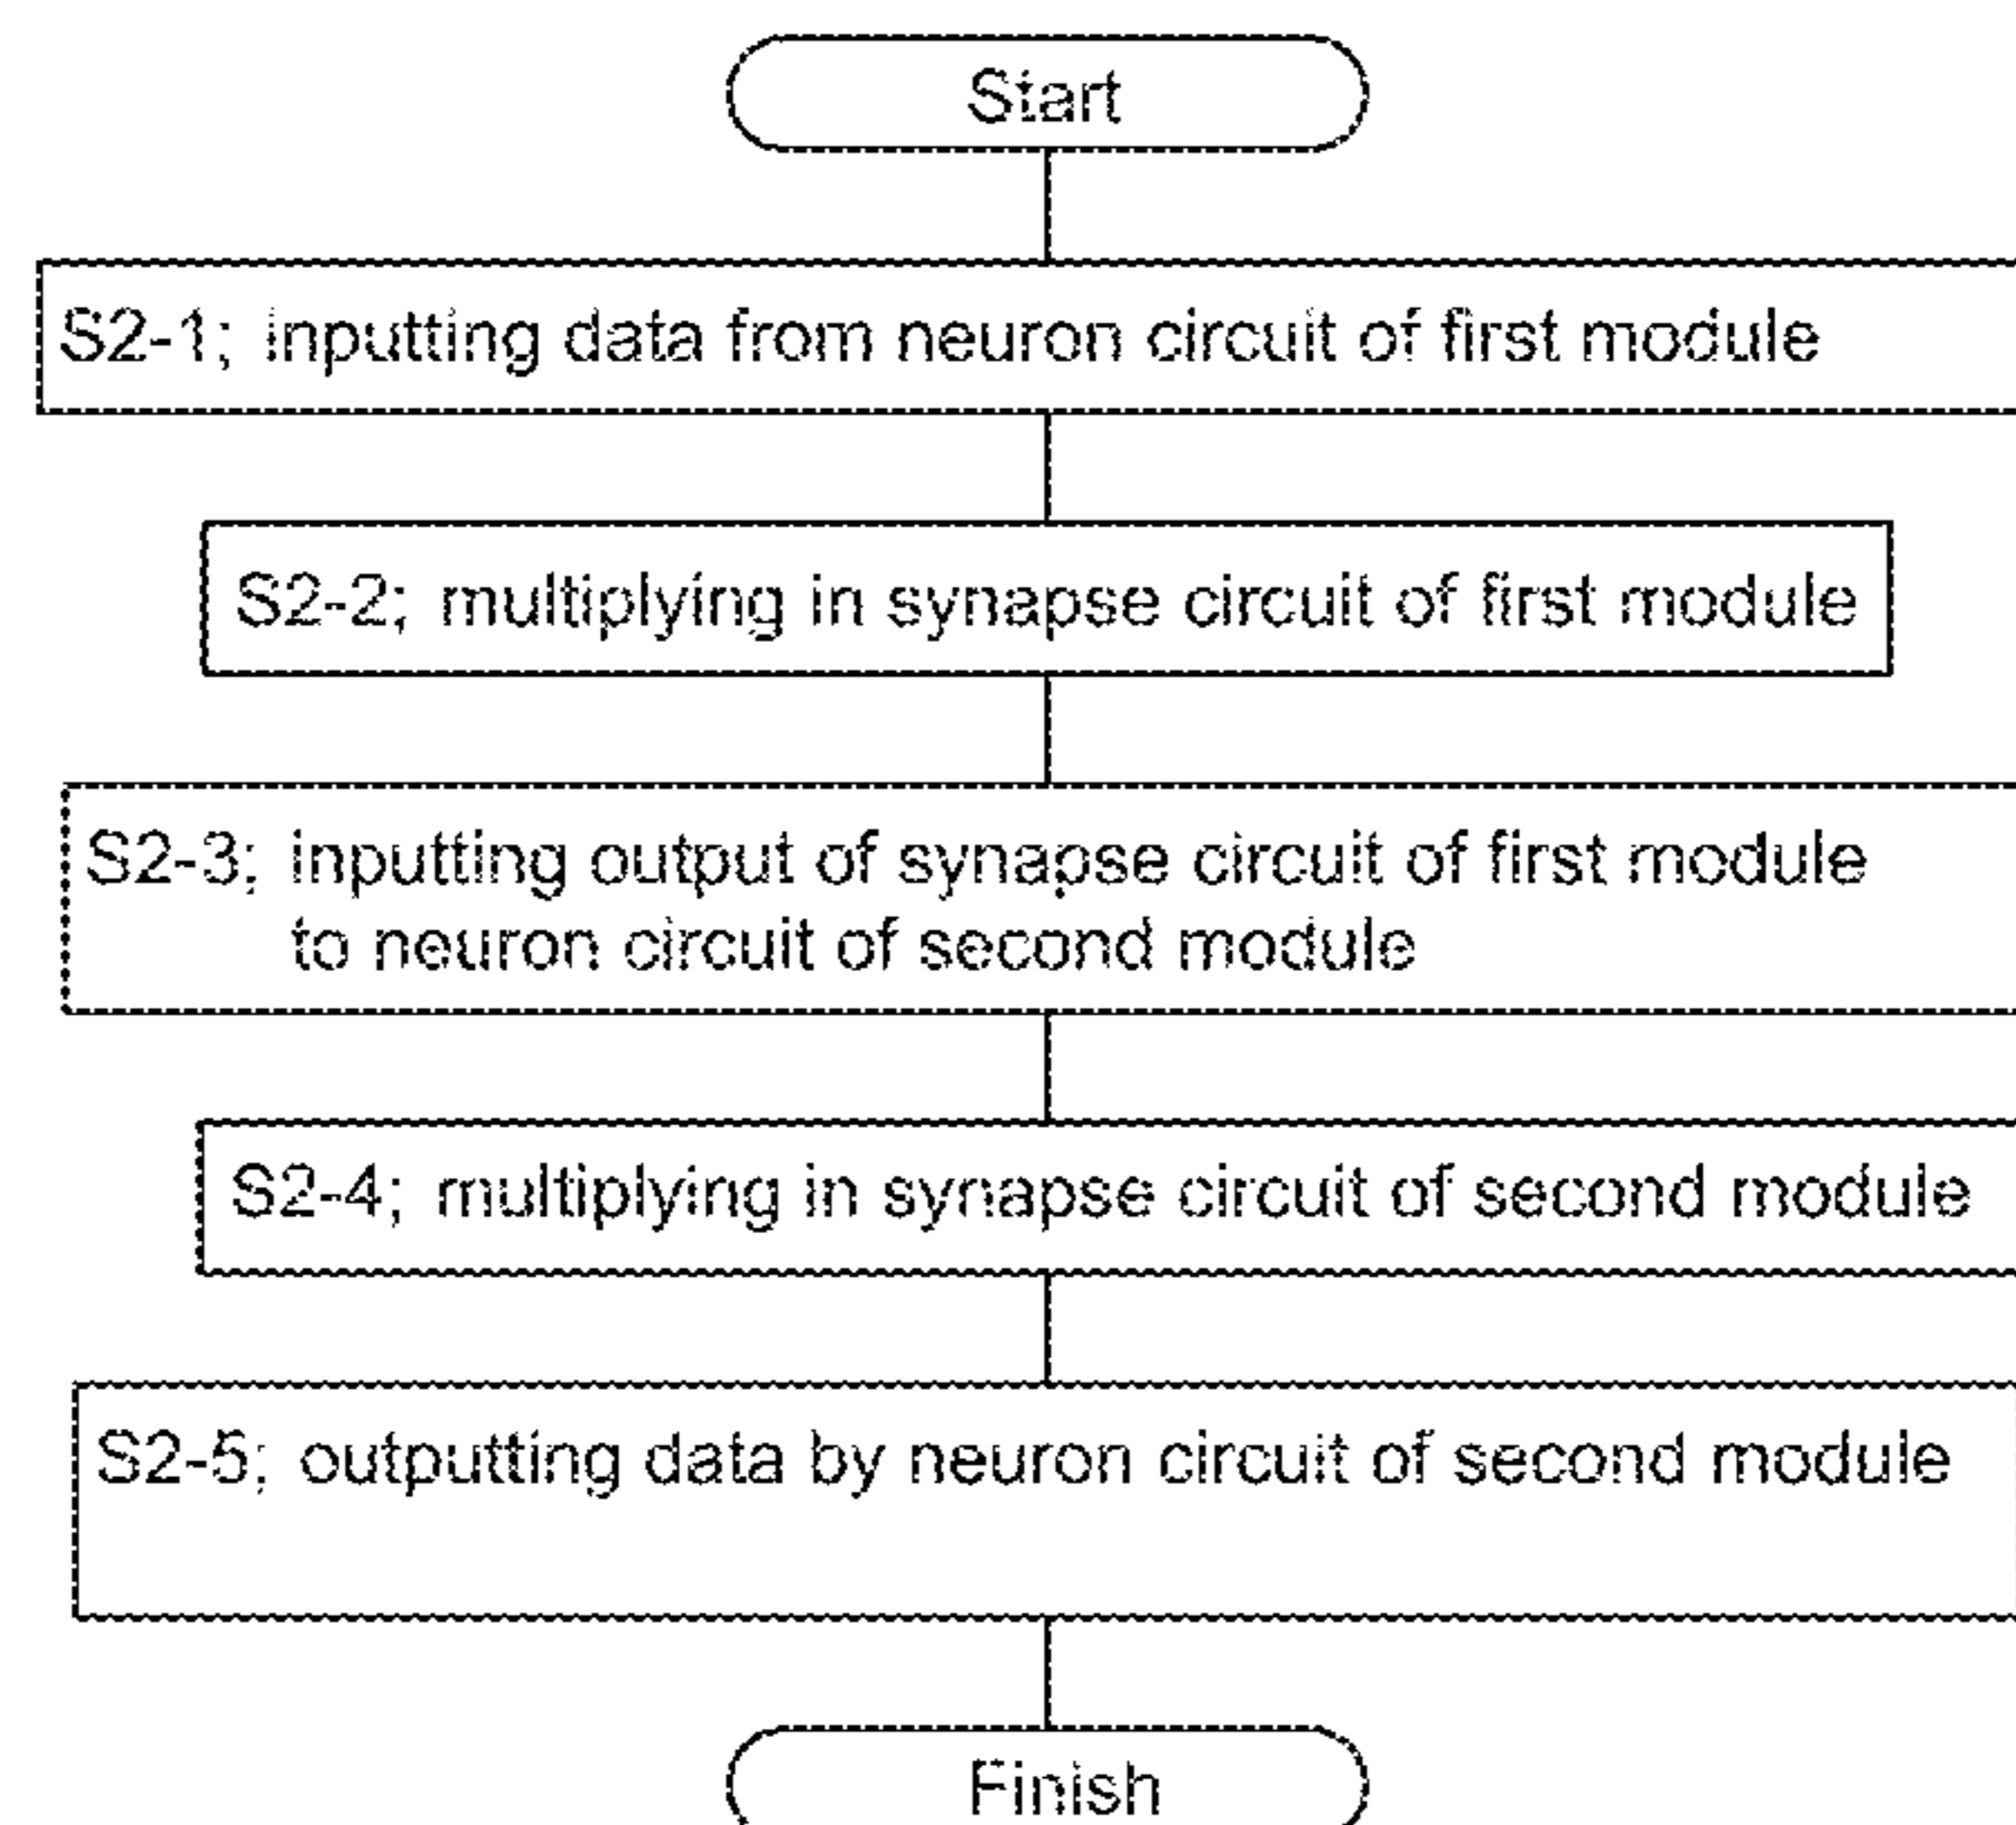 Start
S2-1; inputting data from neuron circuit of first module
S2-2; multiplying in synapse circuit of first module
S2-3; inputting output of synapse circuit of first module
to neuron circuit of second module
S2-4; multiplying in synapse circuit of second module
S2-5; outputting data by neuron circuit of second module
Finish